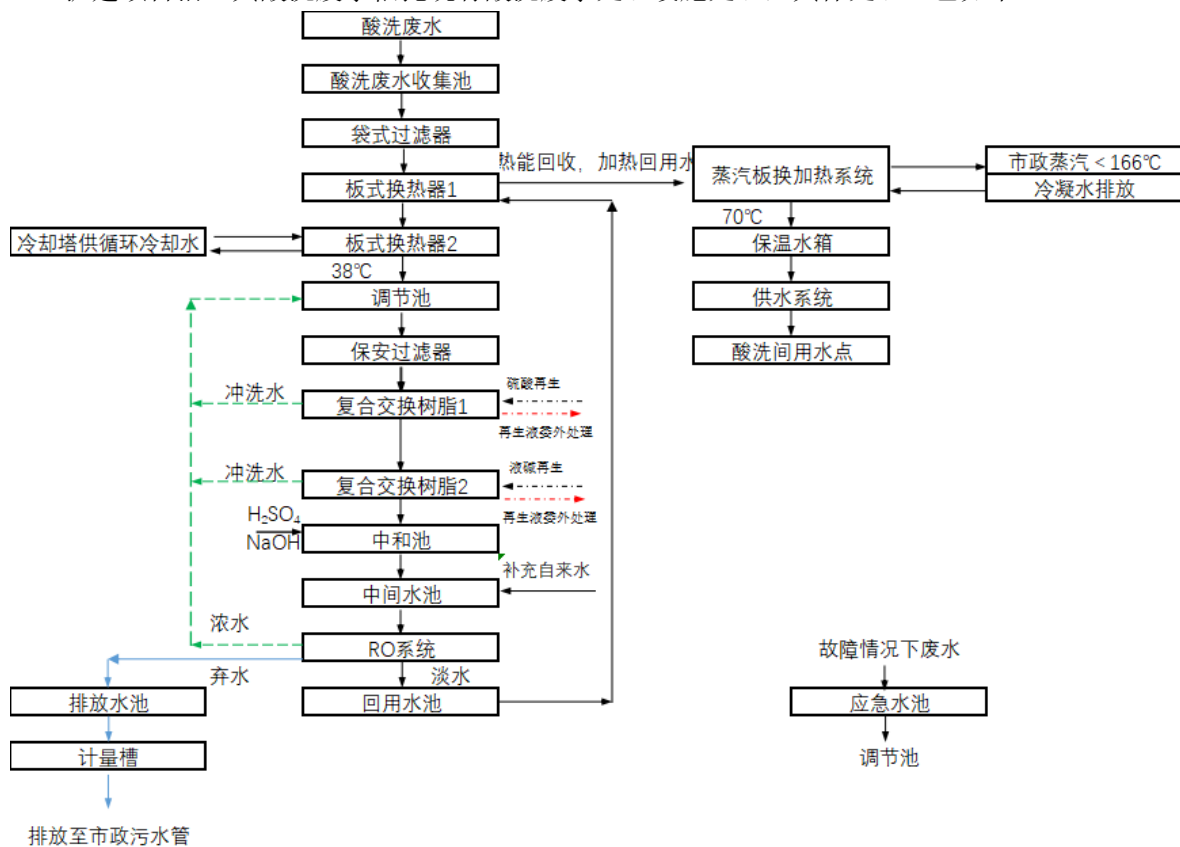 酸洗废水
酸洗废水收集池
袋式过滤器
热能回收，加热回用水
板式换热器1
蒸汽板换加热系统
市政蒸汽＜166℃
冷凝水排放
70℃
冷却塔供循环冷却水
板式换热器2
保温水箱
38℃
调节池
供水系统
保安过滤器
酸洗间用水点
冲洗水
复合交换树脂1
硫酸再生
再生液委外处理
冲洗水
复合交换树脂2
液碱再生
再生液委外处理
H₂SO₄
NaOH
中和池
补充自来水
中间水池
浓水
RO系统
故障情况下废水
弃水
淡水
排放水池
回用水池
应急水池
计量槽
调节池
排放至市政污水管